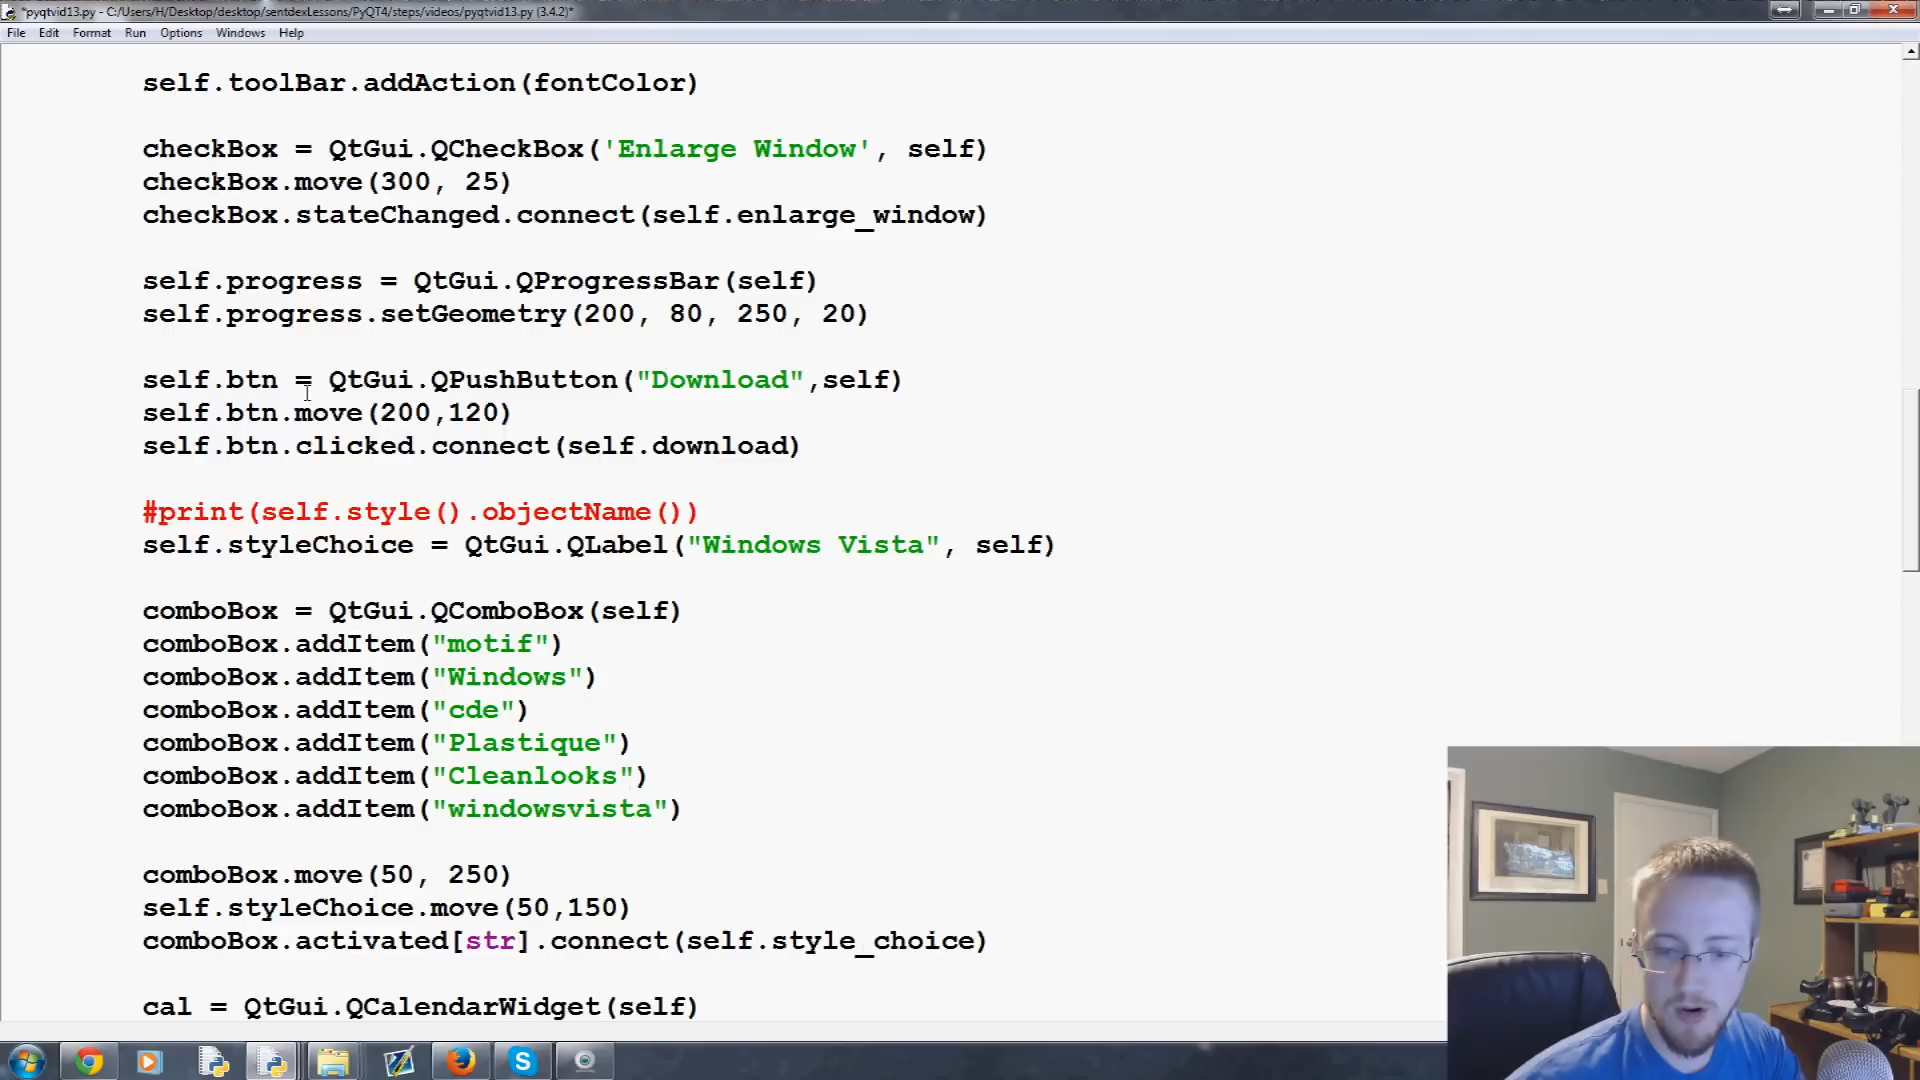 *pyqtvid13.py - C:/Users/H/Desktop/desktop/sentdexLessons/PyQT4/steps/videos/pyqtvid13.py (3.4.2)*
File Edit Format Run Options Windows Help
self.toolBar.addAction(fontColor)
checkBox = QtGui.QCheckBox('Enlarge Window', self)
checkBox.move(300, 25)
checkBox.stateChanged.connect(self.enlarge_window)
self.progress = QtGui.QProgressBar(self)
self.progress.setGeometry(200, 80, 250, 20)
self.btn = QtGui.QPushButton("Download",self)
self.btn.move(200,120)
self.btn.clicked.connect(self.download)
#print(self.style().objectName())
self.styleChoice = QtGui.QLabel("Windows Vista", self)
comboBox = QtGui.QComboBox(self)
comboBox.addItem("motif")
comboBox.addItem("Windows")
comboBox.addItem("cde")
comboBox.addItem("Plastique")
comboBox.addItem("Cleanlooks")
comboBox.addItem("windowsvista")
comboBox.move(50, 250)
self.styleChoice.move(50,150)
comboBox.activated[str].connect(self.style_choice)
cal = QtGui.QCalendarWidget(self)